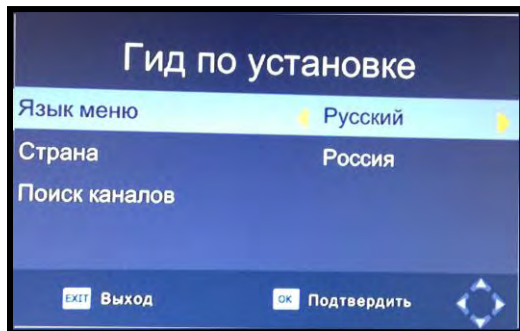 Гид по установке
Язык меню Русский
Страна Россия
Поиск каналов
EXIT Выход OK Подтвердить